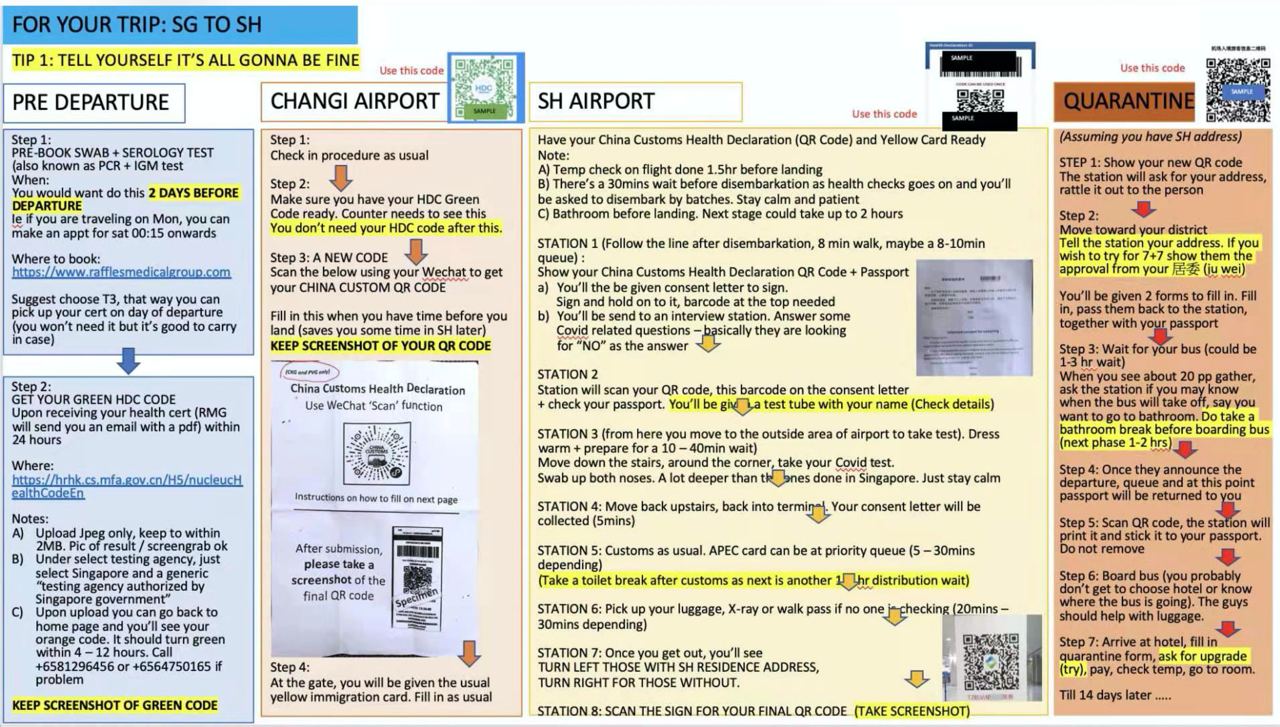 FOR YOUR TRIP: SG TO SH
TIP 1: TELL YOURSELF IT'S ALL GONNA BE FINE
PRE DEPARTURE
Step 1:
PRE-BOOK SWAB + SEROLOGY TEST
(also known as PCR + IGM test
When:
You would want do this 2 DAYS BEFORE
DEPARTURE
Ie if you are traveling on Mon, you can
make an appt for sat 00:15 onwards
Where to book:
https://www.rafflesmedicalgroup.com
Suggest choose T3, that way you can
pick up your cert on day of departure
(you won't need it but it's good to carry
in case)
Step 2:
GET YOUR GREEN HDC CODE
Upon receiving your health cert (RMG
will send you an email with a pdf) within
24 hours
Where:
https://hrhk.cs.mfa.gov.cn/H5/nucleucH
ealthCodeEn
Notes:
A) Upload Jpeg only, keep to within
2MB. Pic of result / screengrab ok
B) Under select testing agency, just
select Singapore and a generic
"testing agency authorized by
Singapore government"
C) Upon upload you can go back to
home page and you'll see your
orange code. It should turn green
within 4 – 12 hours. Call
+6581296456 or +6564750165 if
problem
KEEP SCREENSHOT OF GREEN CODE
Use this code
HDC
SAMPLE
CHANGI AIRPORT
Step 1:
Check in procedure as usual
Step 2:
Make sure you have your HDC Green
Code ready. Counter needs to see this
You don't need your HDC code after this.
Step 3: A NEW CODE
Scan the below using your Wechat to get
your CHINA CUSTOM QR CODE
Fill in this when you have time before you
land (saves you some time in SH later)
KEEP SCREENSHOT OF YOUR QR CODE
(CKG and PVG only)
China Customs Health Declaration
Use WeChat 'Scan' function
CHINA
CUSTOMS
Instructions on how to fill on next page
After submission,
please take a
screenshot of the
final QR code
Specimen
Step 4:
At the gate, you will be given the usual
yellow immigration card. Fill in as usual
SH AIRPORT
Use this code
SAMPLE
CODE CAN BE USED ONCE
Have your China Customs Health Declaration (QR Code) and Yellow Card Ready
Note:
A) Temp check on flight done 1.5hr before landing
B) There's a 30mins wait before disembarkation as health checks goes on and you'll
be asked to disembark by batches. Stay calm and patient
C) Bathroom before landing. Next stage could take up to 2 hours
STATION 1 (Follow the line after disembarkation, 8 min walk, maybe a 8-10min
queue) :
Show your China Customs Health Declaration QR Code + Passport
a) You'll the be given consent letter to sign.
Sign and hold on to it, barcode at the top needed
b) You'll be send to an interview station. Answer some
Covid related questions – basically they are looking
for "NO" as the answer
STATION 2
Station will scan your QR code, this barcode on the consent letter
+ check your passport. You'll be a test tube with your name (Check details)
STATION 3 (from here you move to the outside area of airport to take test). Dress
warm + prepare for a 10 – 40min wait)
Move down the stairs, around the corner, take your Covid test.
Swab up both noses. A lot deeper than ones done in Singapore. Just stay calm
STATION 4: Move back upstairs, back into terminal. Your consent letter will be
collected (5mins)
STATION 5: Customs as usual. APEC card can be at priority queue (5 – 30mins
depending)
(Take a toilet break after customs as next is another hr distribution wait)
STATION 6: Pick up your luggage, X-ray or walk pass if no one is checking (20mins –
30mins depending)
STATION 7: Once you get out, you'll see
TURN LEFT THOSE WITH SH RESIDENCE ADDRESS,
TURN RIGHT FOR THOSE WITHOUT.
STATION 8: SCAN THE SIGN FOR YOUR FINAL QR CODE (TAKE SCREENSHOT)
Use this code
SAMPLE
QUARANTINE
(Assuming you have SH address)
STEP 1: Show your new QR code
The station will ask for your address,
rattle it out to the person
Step 2:
Move toward your district
Tell the station your address. If you
wish to try for 7+7 show them the
approval from your 居委 (ju wei)
You'll be given 2 forms to fill in. Fill
in, pass them back to the station,
together with your passport
Step 3: Wait for your bus (could be
1-3 hr wait)
When you see about 20 pp gather,
ask the station if you may know
when the bus will take off, say you
want to go to bathroom. Do take a
bathroom break before boarding bus
(next phase 1-2 hrs)
Step 4: Once they announce the
departure, queue and at this point
passport will be returned to you
Step 5: Scan QR code, the station will
print it and stick it to your passport.
Do not remove
Step 6: Board bus (you probably
don't get to choose hotel or know
where the bus is going). The guys
should help with luggage.
Step 7: Arrive at hotel, fill in
quarantine form, ask for upgrade
(try), pay, check temp, go to room.
Till 14 days later .....